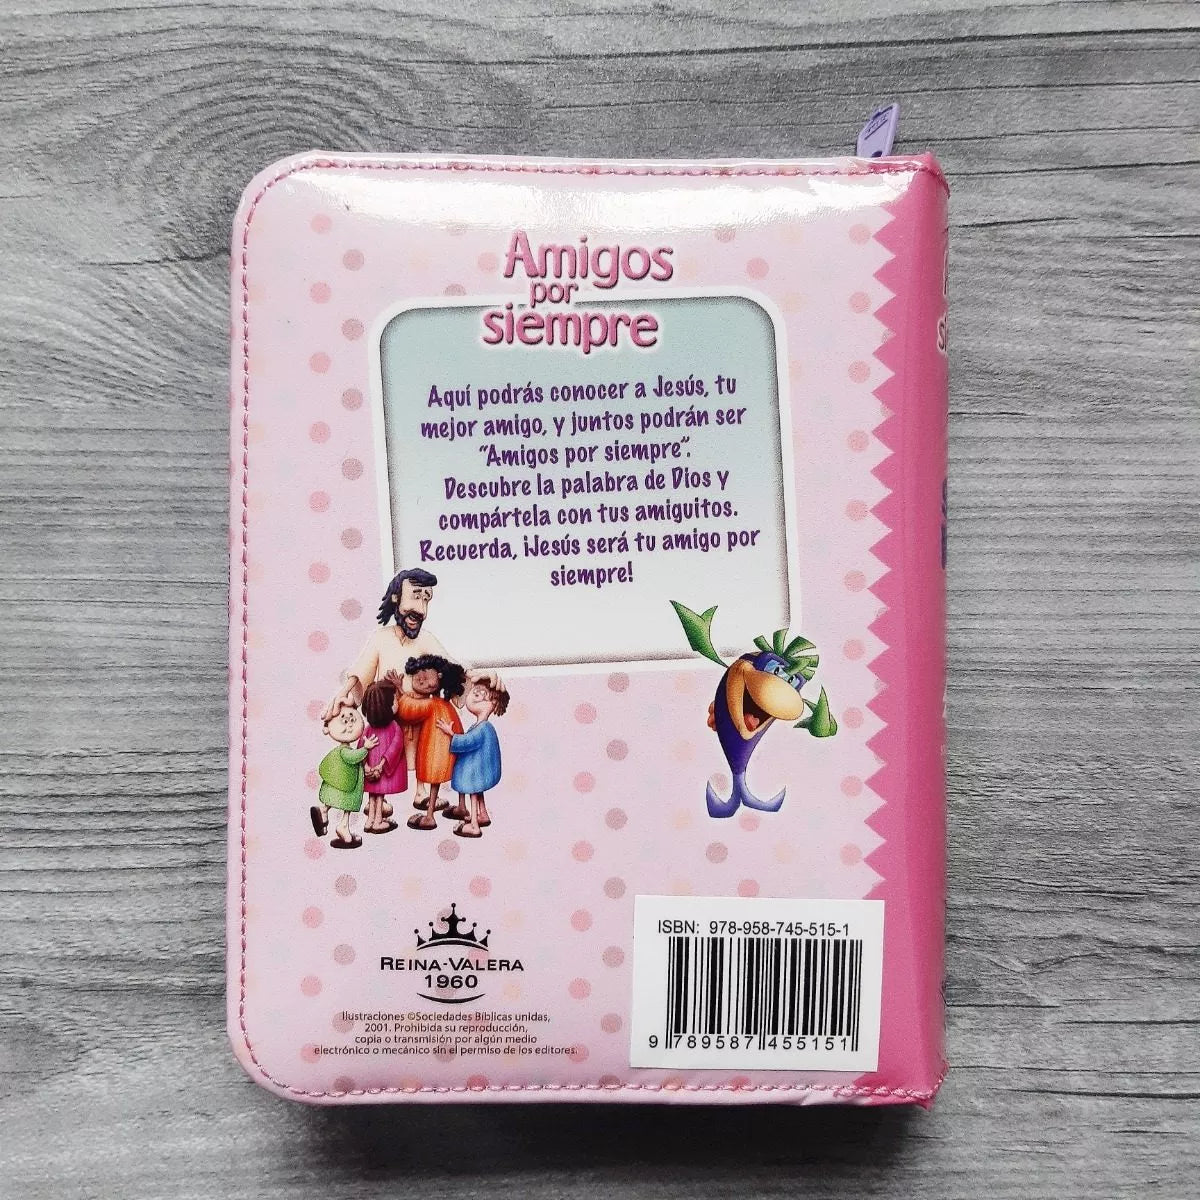 Amigos
por
siempre
Aquí podrás conocer a Jesús, tu
mejor amigo, y juntos podrán ser
“Amigos por siempre”.
Descubre la palabra de Dios y
compártela con tus amiguitos.
Recuerda, ¡Jesús será tu amigo por
siempre!
REINA-VALERA
1960
Ilustraciones ©Sociedades Bíblicas unidas,
2001. Prohibida su reproducción,
copia o transmisión por algún medio
electrónico o mecánico sin el permiso de los editores.
ISBN: 978-958-745-515-1
9 789587 455151